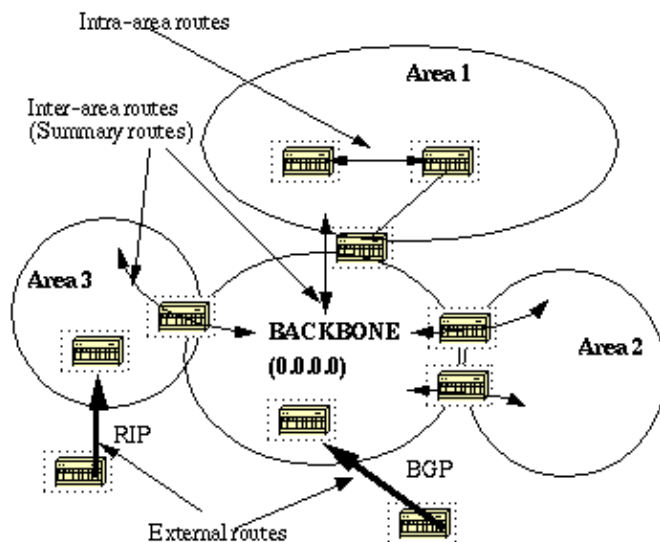 Intra-area routes
Area 1
Inter-area routes
(Summary routes)
Area 3
BACKBONE
(0.0.0.0)
Area 2
RIP
BGP
External routes